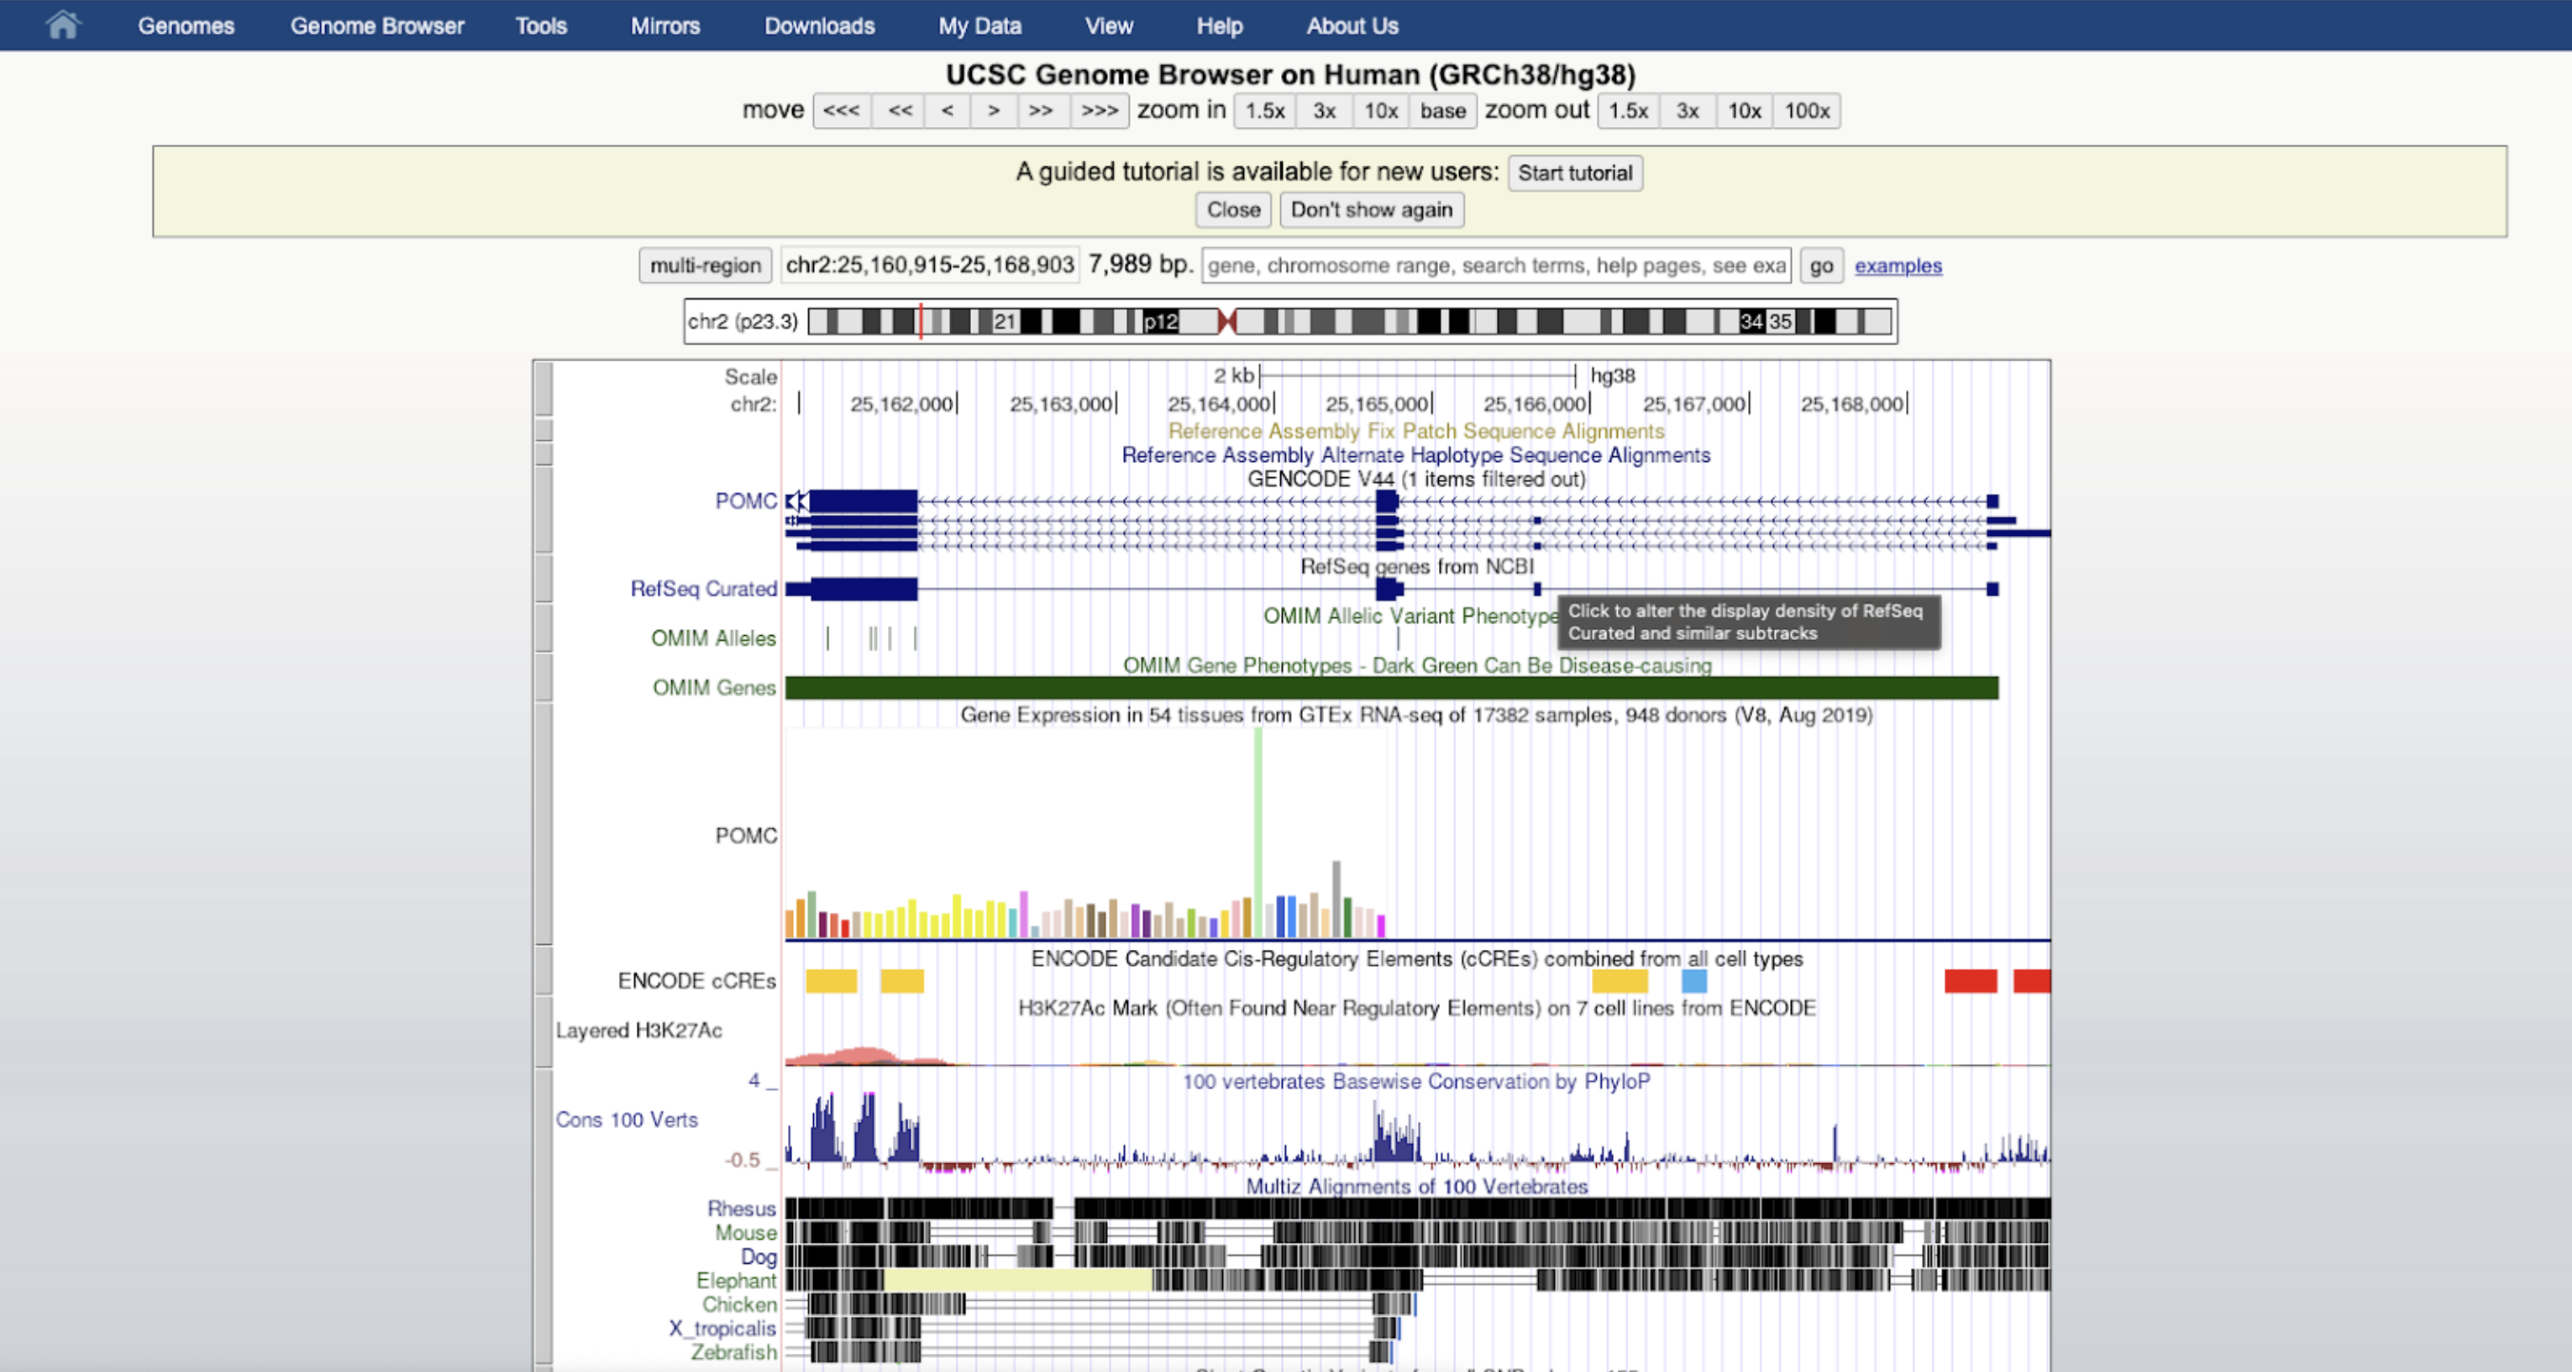 Genomes Genome Browser Tools Mirrors Downloads My Data View Help About Us
UCSC Genome Browser on Human (GRCh38/hg38)
move <<< << < > >> >>> zoom in 1.5x 3x 10x base zoom out 1.5x 3x 10x 100x
A guided tutorial is available for new users: Start tutorial
Close Don't show again
multi-region chr2:25,160,915-25,168,903 7,989 bp. gene, chromosome range, search terms, help pages, see exa go examples
chr2 (p23.3) 21 p12 34 35
Scale 2 kb hg38
chr2: 25,162,000 25,163,000 25,164,000 25,165,000 25,166,000 25,167,000 25,168,000
Reference Assembly Fix Patch Sequence Alignments
Reference Assembly Alternate Haplotype Sequence Alignments
GENCODE V44 (1 items filtered out)
POMC
RefSeq genes from NCBI
RefSeq Curated
OMIM Allelic Variant Phenotype
Click to alter the display density of RefSeq
Curated and similar subtracks
OMIM Alleles
OMIM Gene Phenotypes - Dark Green Can Be Disease-causing
OMIM Genes
Gene Expression in 54 tissues from GTEx RNA-seq of 17382 samples, 948 donors (V8, Aug 2019)
POMC
ENCODE Candidate Cis-Regulatory Elements (cCREs) combined from all cell types
ENCODE cCREs
H3K27Ac Mark (Often Found Near Regulatory Elements) on 7 cell lines from ENCODE
Layered H3K27Ac
4 _
100 vertebrates Basewise Conservation by PhyloP
Cons 100 Verts
-0.5 _
Multiz Alignments of 100 Vertebrates
Rhesus
Mouse
Dog
Elephant
Chicken
X_tropicalis
Zebrafish